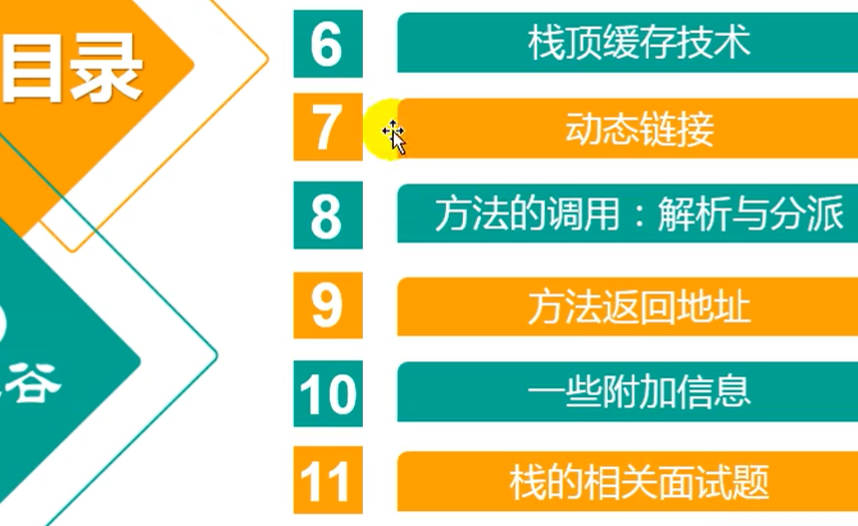 目录
6 栈顶缓存技术
7 动态链接
8 方法的调用：解析与分派
9 方法返回地址
10 一些附加信息
11 栈的相关面试题
谷